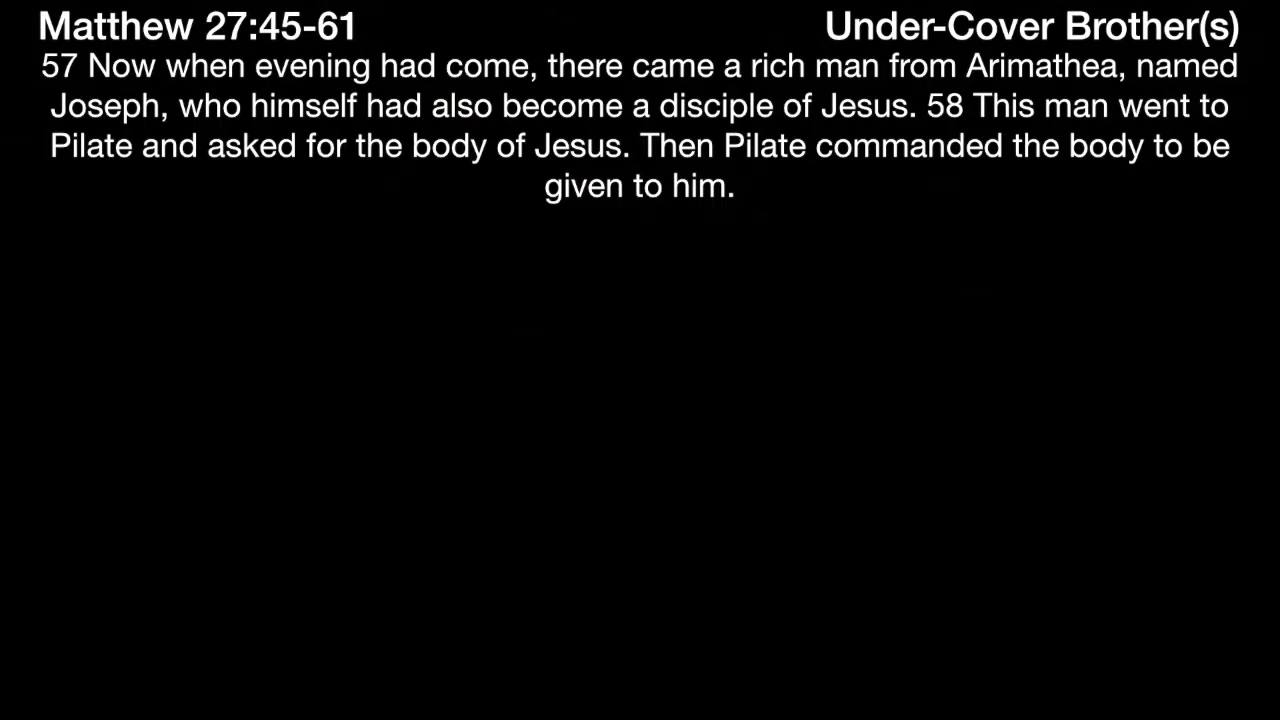 Matthew 27:45-61
Under-Cover Brother(s)
57 Now when evening had come, there came a rich man from Arimathea, named
Joseph, who himself had also become a disciple of Jesus. 58 This man went to
Pilate and asked for the body of Jesus. Then Pilate commanded the body to be
given to him.